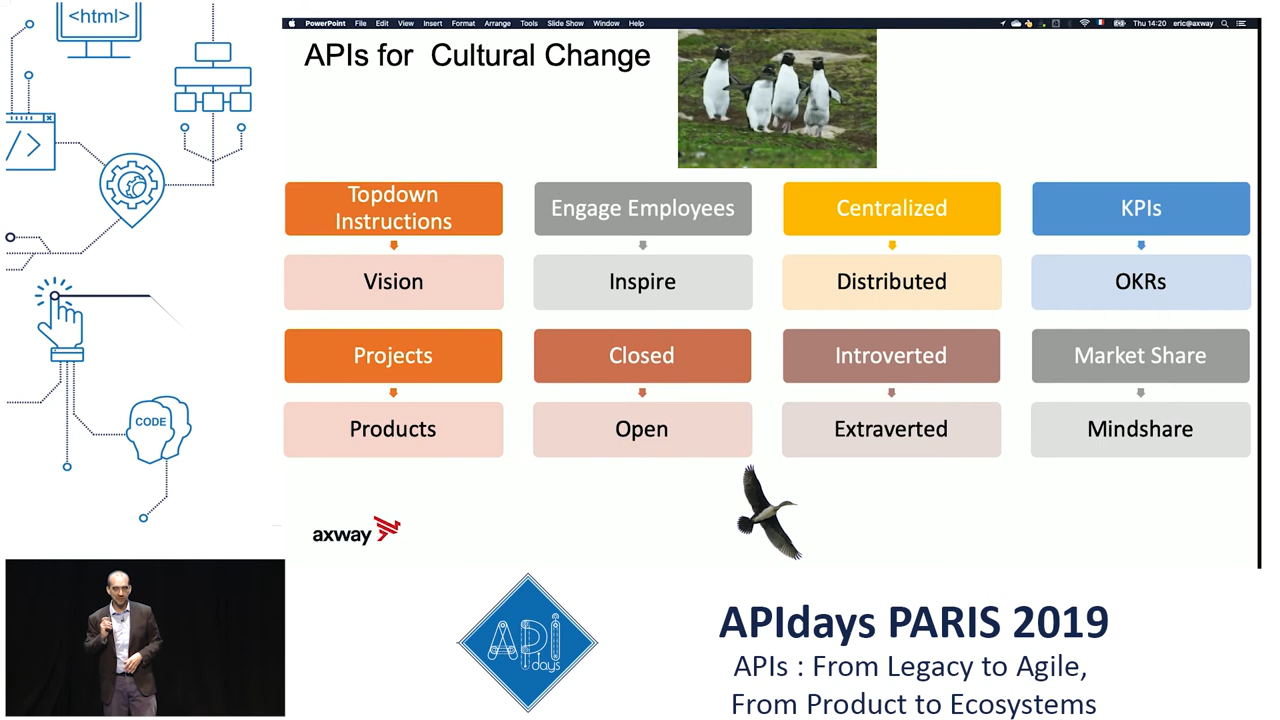 <html>
PowerPoint File Edit View Insert Format Arrange Tools Slide Show Window Help
Thu 14:20 eric@axway
APIs for Cultural Change
Topdown
Instructions
Engage Employees
Centralized
KPIs
Vision
Inspire
Distributed
OKRs
Projects
Closed
Introverted
Market Share
Products
Open
Extraverted
Mindshare
</>
CODE
axway
API
days
APIdays PARIS 2019
APIs : From Legacy to Agile,
From Product to Ecosystems